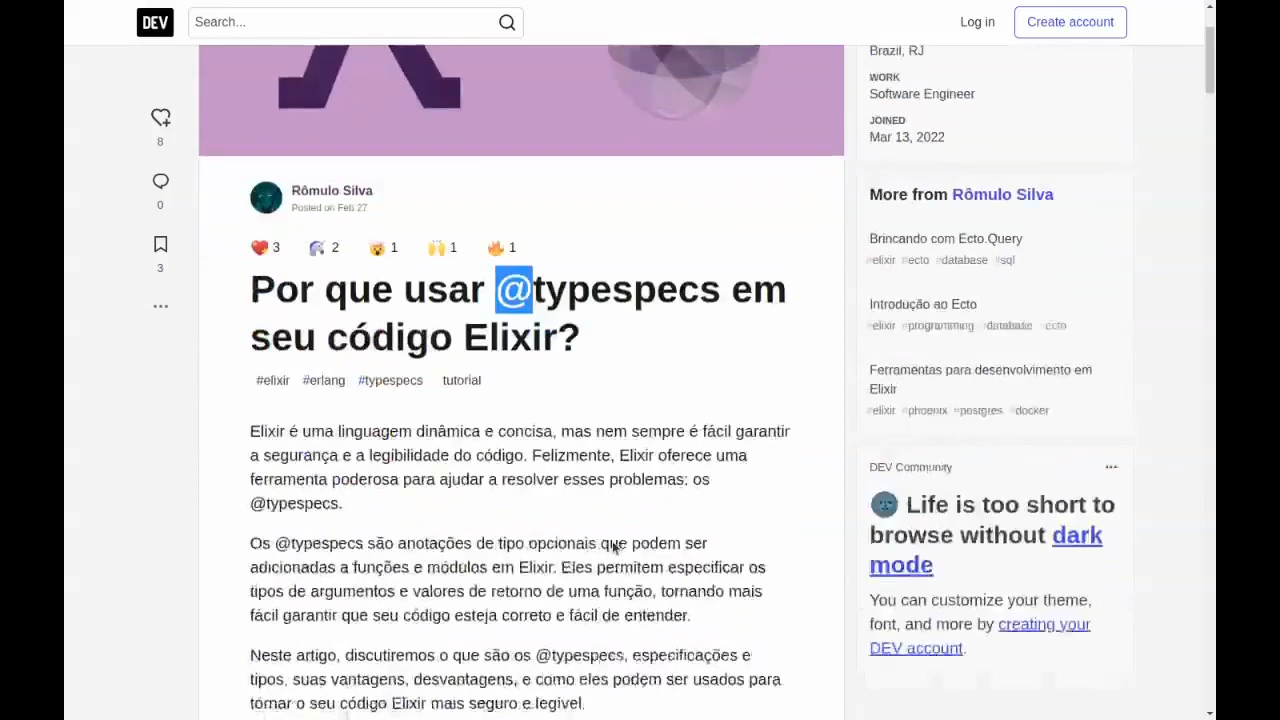 DEV
Search...
Log in
Create account
8
0
3
Rômulo Silva
Posted on Feb 27
3
2
1
1
1
Por que usar @typespecs em
seu código Elixir?
#elixir #erlang #typespecs tutorial
Elixir é uma linguagem dinâmica e concisa, mas nem sempre é fácil garantir
a segurança e a legibilidade do código. Felizmente, Elixir oferece uma
ferramenta poderosa para ajudar a resolver esses problemas: os
@typespecs.
Os @typespecs são anotações de tipo opcionais que podem ser
adicionadas a funções e módulos em Elixir. Eles permitem especificar os
tipos de argumentos e valores de retorno de uma função, tornando mais
fácil garantir que seu código esteja correto e fácil de entender.
Neste artigo, discutiremos o que são os @typespecs, especificações e
tipos, suas vantagens, desvantagens, e como eles podem ser usados para
tornar o seu código Elixir mais seguro e legível.
Brazil, RJ
WORK
Software Engineer
JOINED
Mar 13, 2022
More from Rômulo Silva
Brincando com Ecto.Query
#elixir #ecto #database #sql
Introdução ao Ecto
#elixir #programming #database #ecto
Ferramentas para desenvolvimento em
Elixir
#elixir #phoenix #postgres #docker
DEV Community
Life is too short to
browse without dark
mode
You can customize your theme,
font, and more by creating your
DEV account.